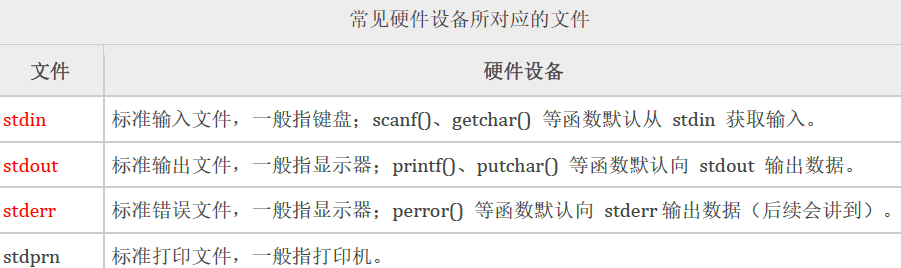 常见硬件设备所对应的文件
文件 硬件设备
stdin 标准输入文件，一般指键盘；scanf()、getchar() 等函数默认从 stdin 获取输入。
stdout 标准输出文件，一般指显示器；printf()、putchar() 等函数默认向 stdout 输出数据。
stderr 标准错误文件，一般指显示器；perror() 等函数默认向 stderr 输出数据（后续会讲到）。
stdprn 标准打印文件，一般指打印机。